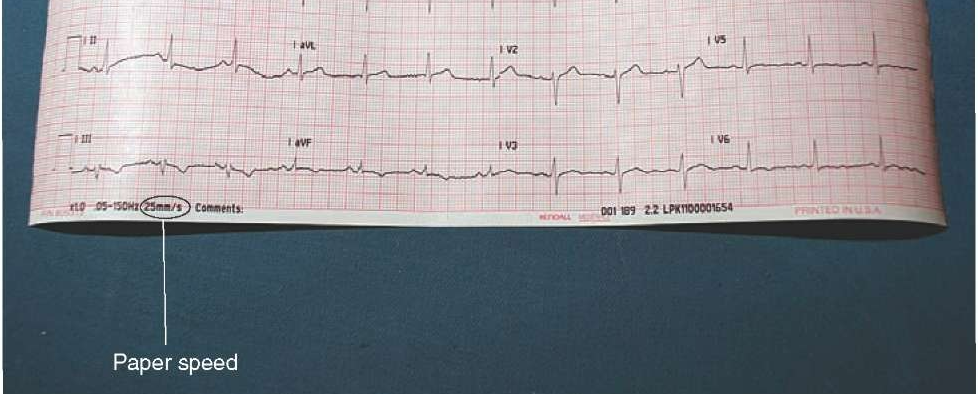 II aVL V2 V5
III aVF V3 V6
x1.0 .05-150Hz 25mm/s Comments: KENDALL 001 189 2.2 LPK1100001654 PRINTED IN U.S.A.
Paper speed